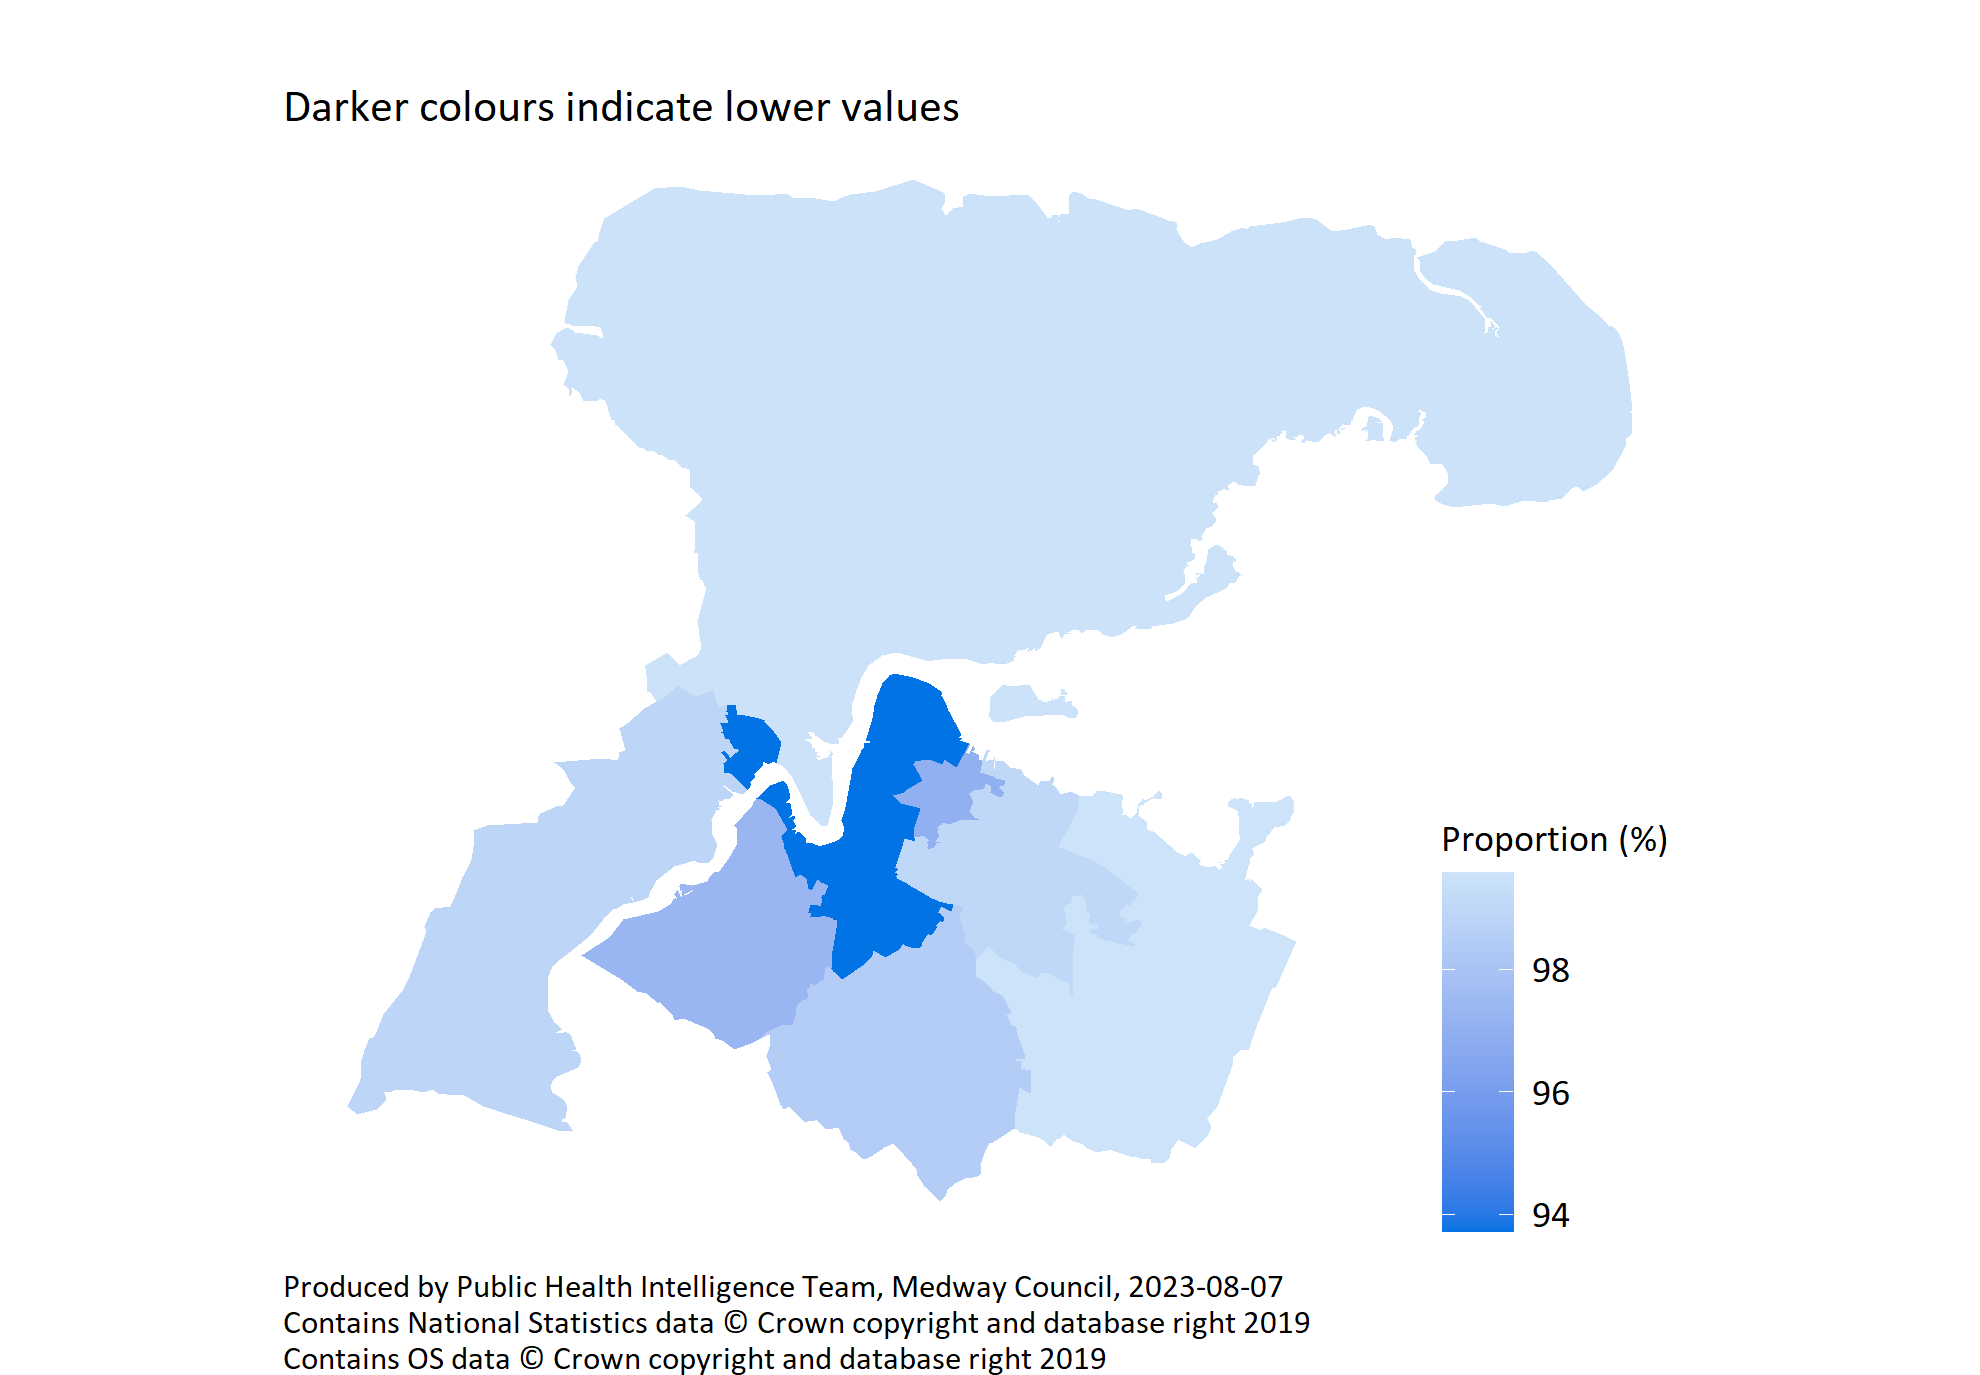 Darker colours indicate lower values
Proportion (%)
98
96
94
Produced by Public Health Intelligence Team, Medway Council, 2023-08-07
Contains National Statistics data © Crown copyright and database right 2019
Contains OS data © Crown copyright and database right 2019